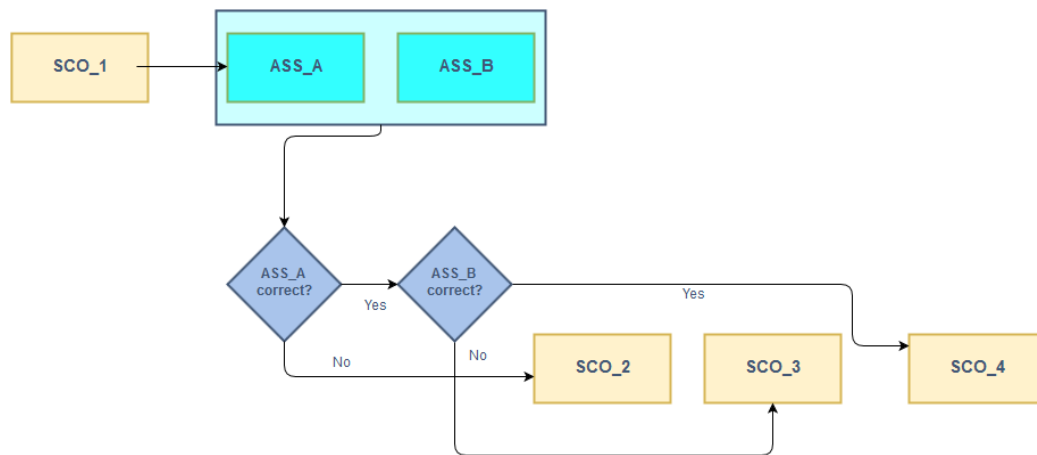 SCO_1
ASS_A
ASS_B
ASS_A
correct?
ASS_B
correct?
Yes
Yes
No
No
SCO_2
SCO_3
SCO_4